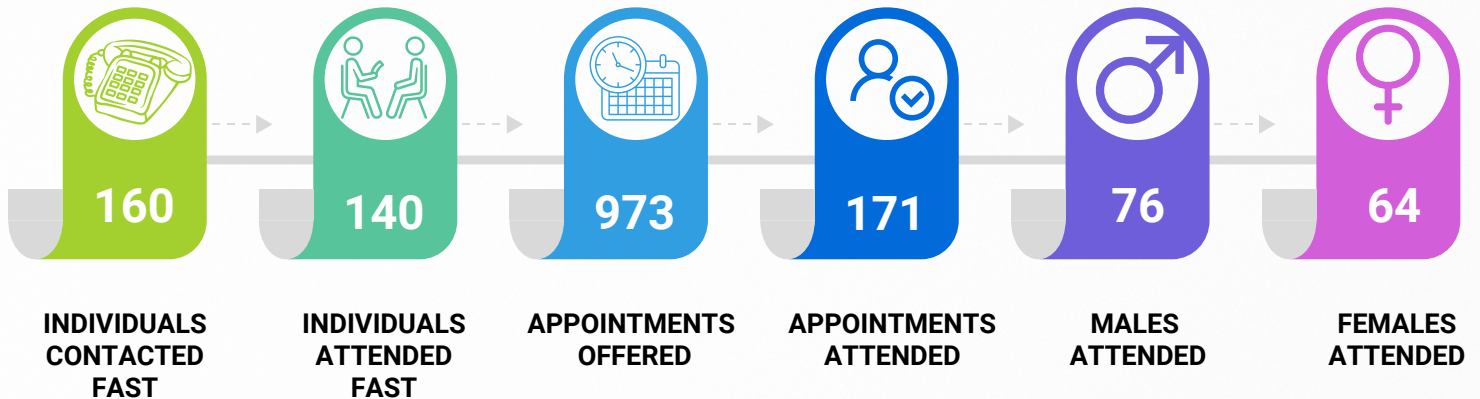 160
140
973
171
76
64
INDIVIDUALS
CONTACTED
FAST
INDIVIDUALS
ATTENDED
FAST
APPOINTMENTS
OFFERED
APPOINTMENTS
ATTENDED
MALES
ATTENDED
FEMALES
ATTENDED